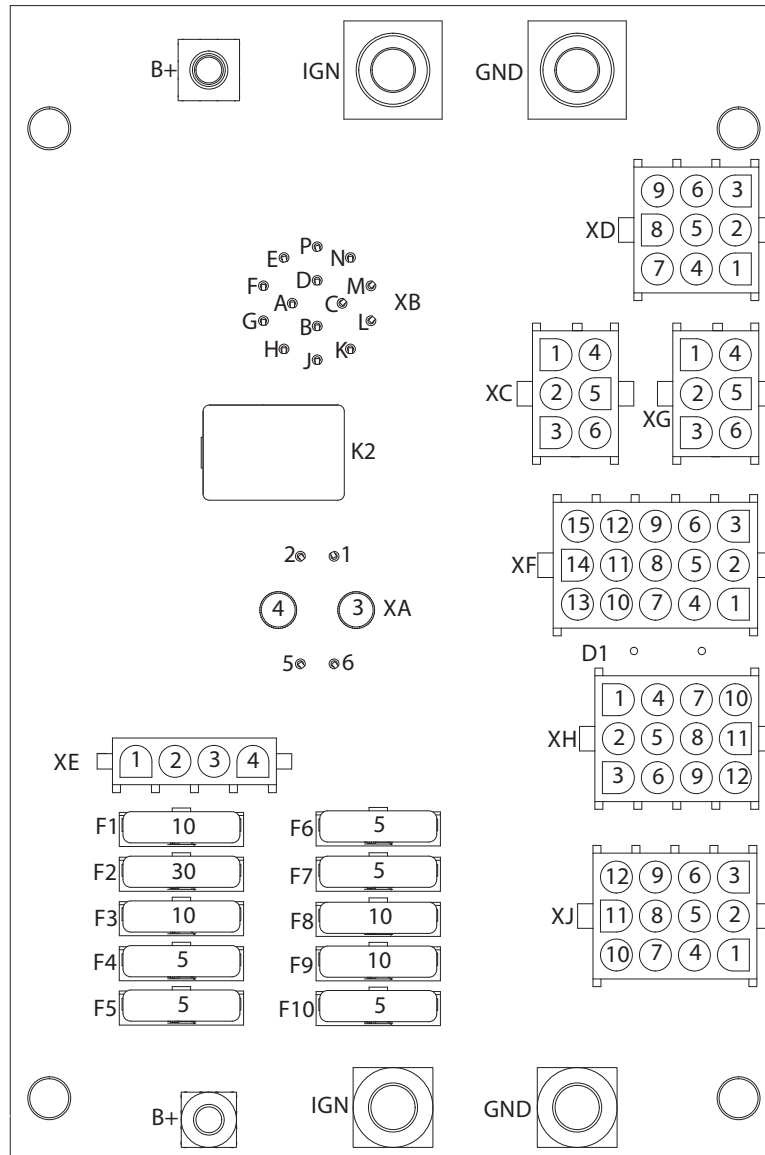 B+ IGN GND
9 6 3
XD 8 5 2
7 4 1
P
E N
D
F M
A C XB
G B L
H J K
1 4 1 4
XC 2 5 XG 2 5
3 6 3 6
K2
15 12 9 6 3
2 1 XF 14 11 8 5 2
4 3 XA 13 10 7 4 1
5 6 D1
1 4 7 10
XH 2 5 8 11
3 6 9 12
XE 1 2 3 4
F1 10 F6 5
F2 30 F7 5
F3 10 F8 10
F4 5 F9 10
F5 5 F10 5
12 9 6 3
XJ 11 8 5 2
10 7 4 1
B+ IGN GND